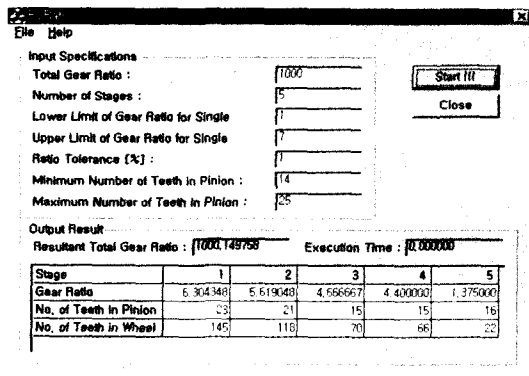 File Help
Input Specifications
Total Gear Ratio : 1000
Start !!!
Number of Stages : 5
Close
Lower Limit of Gear Ratio for Single 1
Upper Limit of Gear Ratio for Single 7
Ratio Tolerance [%] : 1
Minimum Number of Teeth in Pinion : 14
Maximum Number of Teeth in Pinion : 25
Output Result
Resultant Total Gear Ratio : 1000,149758 Execution Time : 0,000000
Stage 1 2 3 4 5
Gear Ratio 6,304348 5,619048 4,666667 4,400000 1,375000
No, of Teeth in Pinion 23 21 15 15 16
No, of Teeth in Wheel 145 118 70 66 22